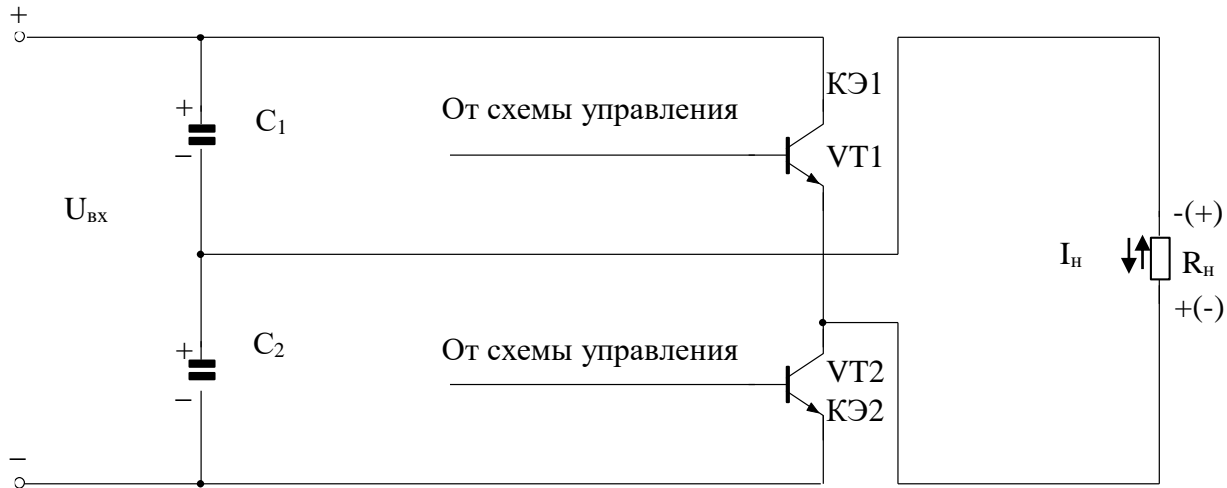 +
КЭ1
+
C1
От схемы управления
−
VT1
Uвх
-(+)
Iн
Rн
+(-)
+
C2
От схемы управления
VT2
−
КЭ2
−